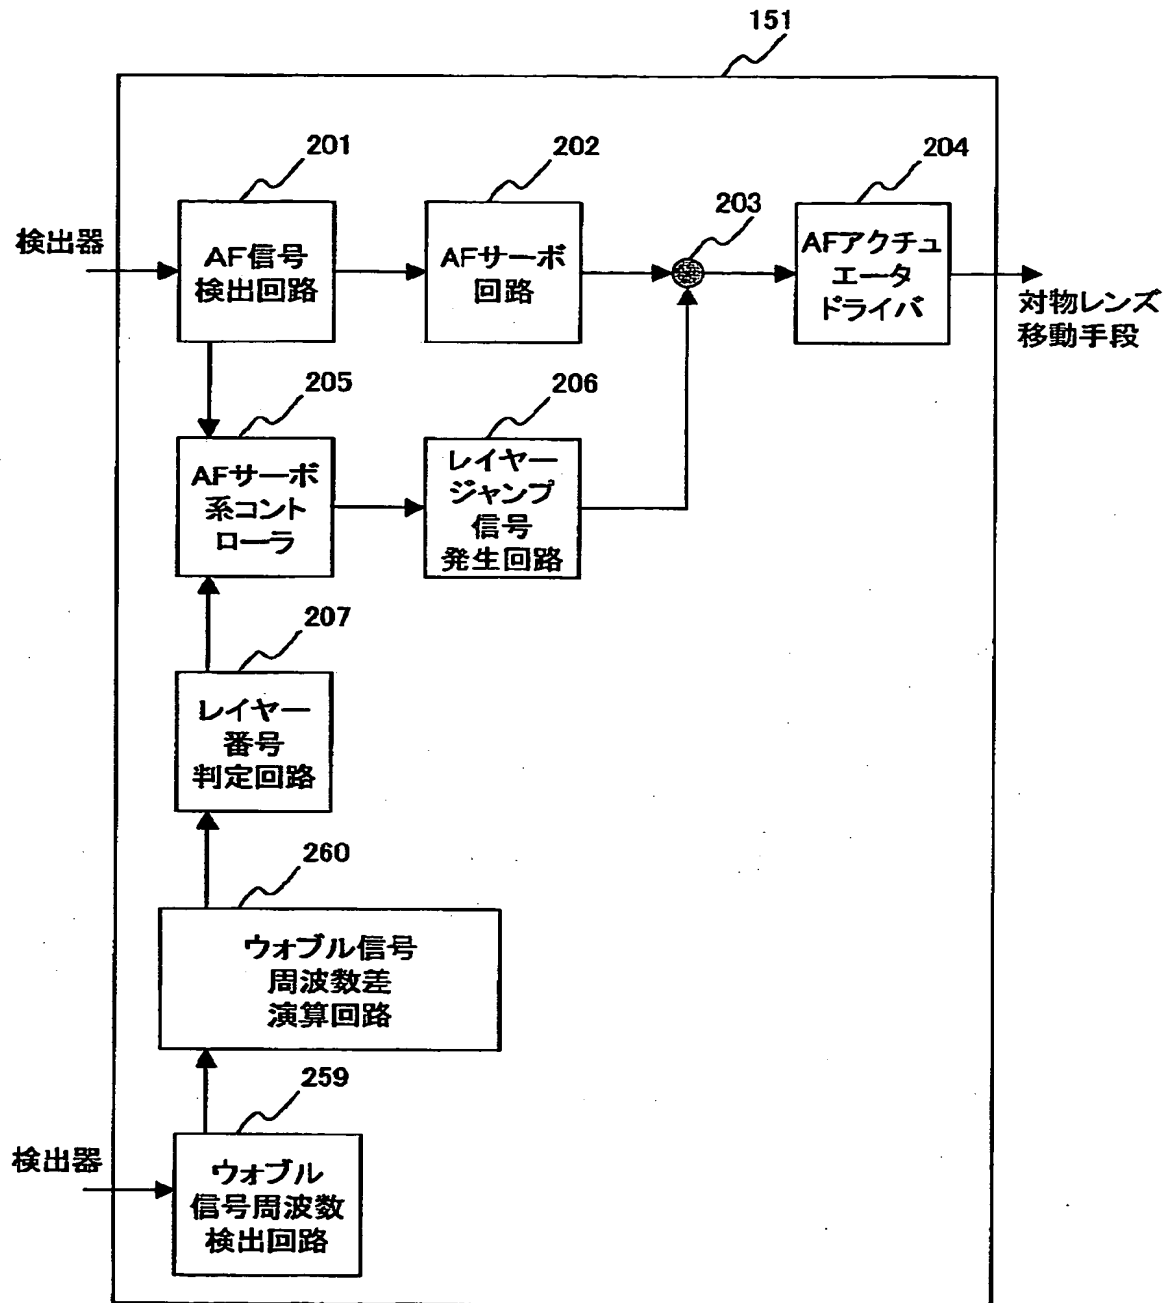 151
201
202
204
203
検出器
AF信号
検出回路
AFサーボ
回路
AFアクチュ
エータ
ドライバ
対物レンズ
移動手段
205
206
AFサーボ
系コント
ローラ
レイヤー
ジャンプ
信号
発生回路
207
レイヤー
番号
判定回路
260
ウォブル信号
周波数差
演算回路
259
検出器
ウォブル
信号周波数
検出回路